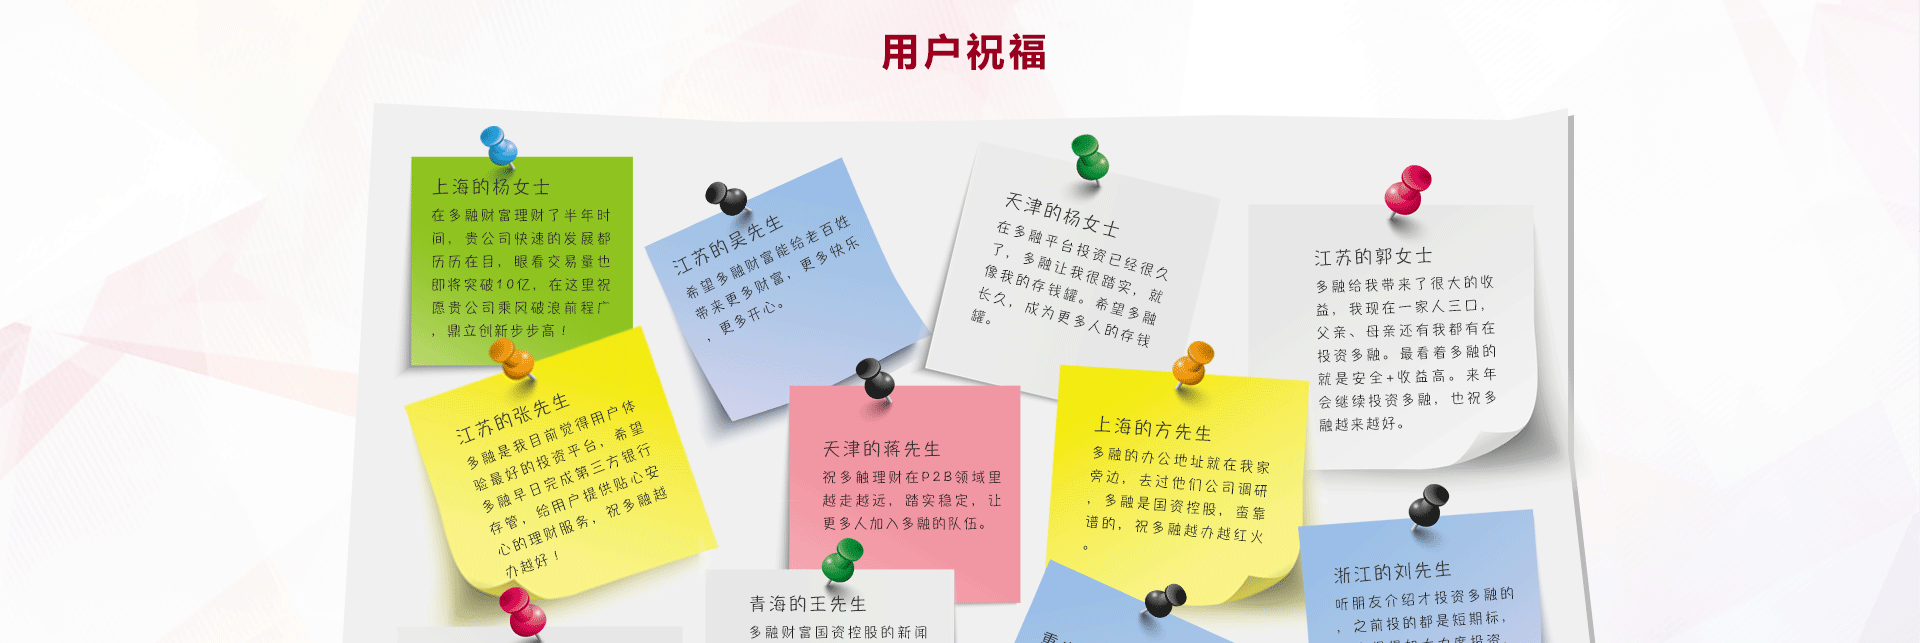 用户祝福
上海的杨女士
在多融财富理财了半年时
间，贵公司快速的发展都
历历在目，眼看交易量也
即将突破10亿，在这里祝
愿贵公司乘风破浪前程广
，鼎立创新步步高！
江苏的吴先生
希望多融财富能给老百姓
带来更多财富，更多快乐
，更多开心。
天津的杨女士
在多融平台投资已经很久
了，多融让我很踏实，就
像我的存钱罐。希望多融
长久，成为更多人的存钱
罐。
江苏的郭女士
多融给我带来了很大的收
益，我现在一家人三口，
父亲、母亲还有我都有在
投资多融。最看着多融的
就是安全+收益高。来年
会继续投资多融，也祝多
融越来越好。
江苏的张先生
多融是我目前觉得用户体
验最好的投资平台，希望
多融早日完成第三方银行
存管，给用户提供贴心安
心的理财服务，祝多融越
办越好！
天津的蒋先生
祝多触理财在P2B领域里
越走越远，踏实稳定，让
更多人加入多融的队伍。
上海的方先生
多融的办公地址就在我家
旁边，去过他们公司调研
，多融是国资控股，蛮靠
谱的，祝多融越办越红火
。
青海的王先生
多融财富国资控股的新闻
浙江的刘先生
听朋友介绍才投资多融的
，之前投的都是短期标，